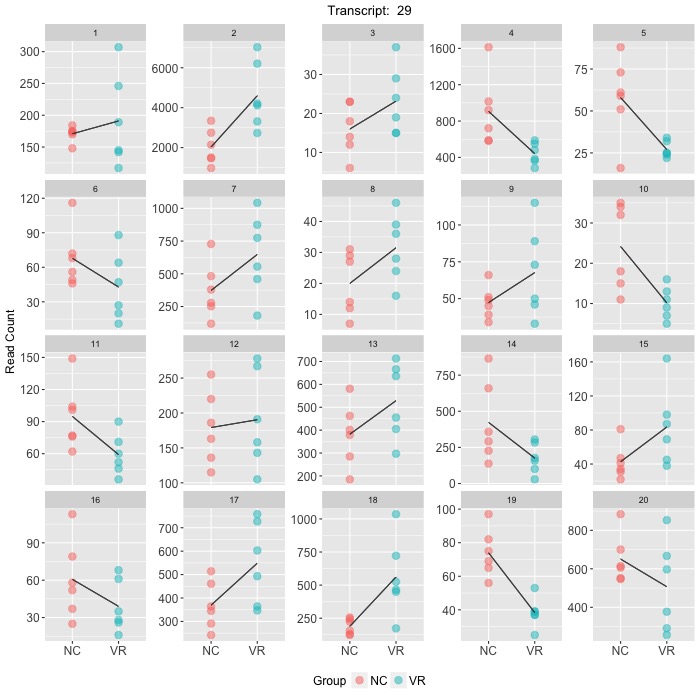 Transcript: 29
1 2 3 4 5
300 250 200 150
6000 4000 2000
30 20 10
1600 1200 800 400
75 50 25
6 7 8 9 10
120 90 60 30
1000 750 500 250
40 30 20 10
100 75 50
30 20 10
Read Count
11 12 13 14 15
150 120 90 60
250 200 150 100
700 600 500 400 300 200
750 500 250 0
160 120 80 40
16 17 18 19 20
90 60 30
700 600 500 400 300
1000 750 500 250
100 80 60 40
800 600 400
NC VR NC VR NC VR NC VR NC VR
Group NC VR